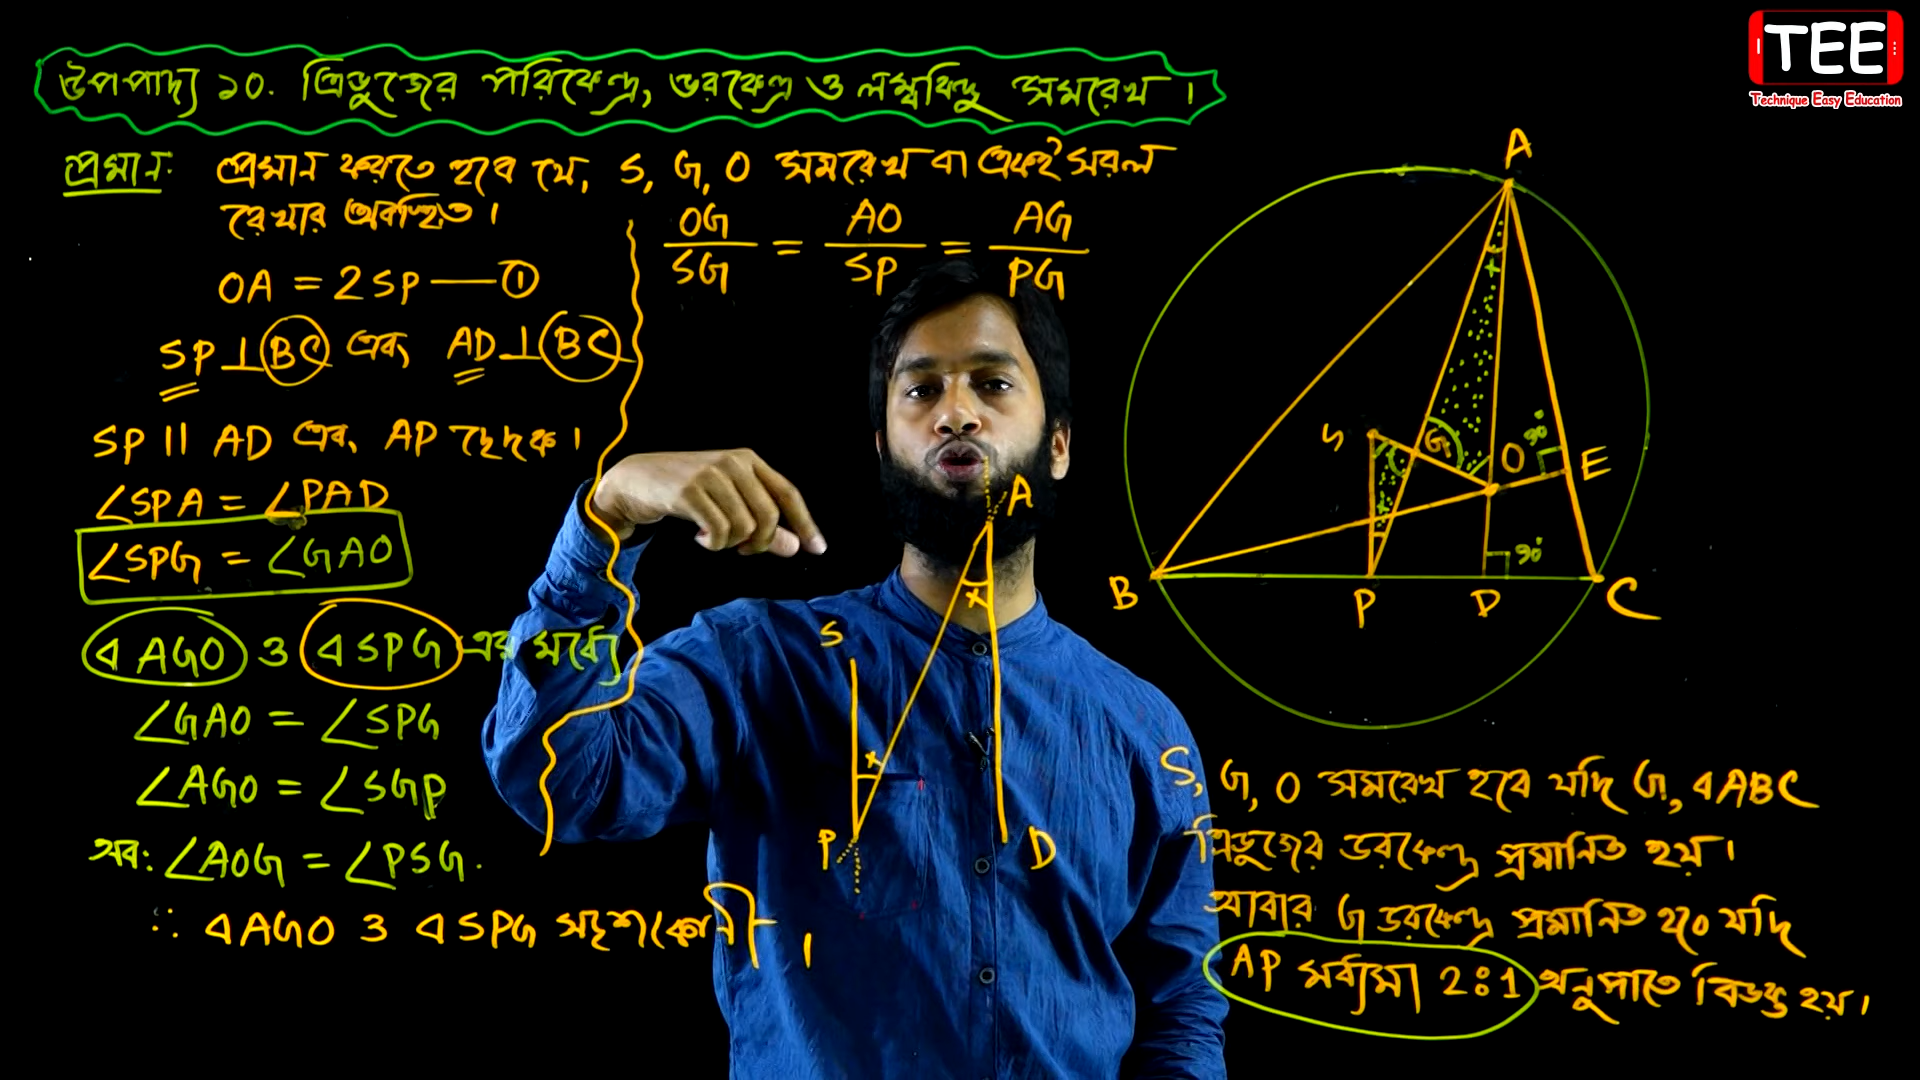 TEE
Technique Easy Education
উপপাদ্য ১০. ত্রিভুজের পরিকেন্দ্র, ভরকেন্দ্র ও লম্ববিন্দু সমরেখ।
প্রমান: প্রমান করতে হবে যে, S, G, O সমরেখ বা একই সরল
রেখার অবস্থিত।
OA = 2SP — ①
SP ⊥ BC এবং AD ⊥ BC
SP || AD এবং AP ছেদক।
∠SPA = ∠PAD
∠SPG = ∠GAO
△AGO ও △SPG এর মধ্যে
∠GAO = ∠SPG
∠AGO = ∠SGP
অব: ∠AOG = ∠PSG.
∴ △AGO ও △SPG সদৃশকোনী।
OG/SG = AO/SP = AG/PG
A
S
x
x
P
D
A
x
S
G
O
90°
E
x
90°
B
P
D
C
S, G, O সমরেখ হবে যদি G, △ABC
ত্রিভুজের ভরকেন্দ্র প্রমানিত হয়।
আবার G ভরকেন্দ্র প্রমানিত হবে যদি
AP মধ্যমা 2:1 অনুপাতে বিভক্ত হয়।